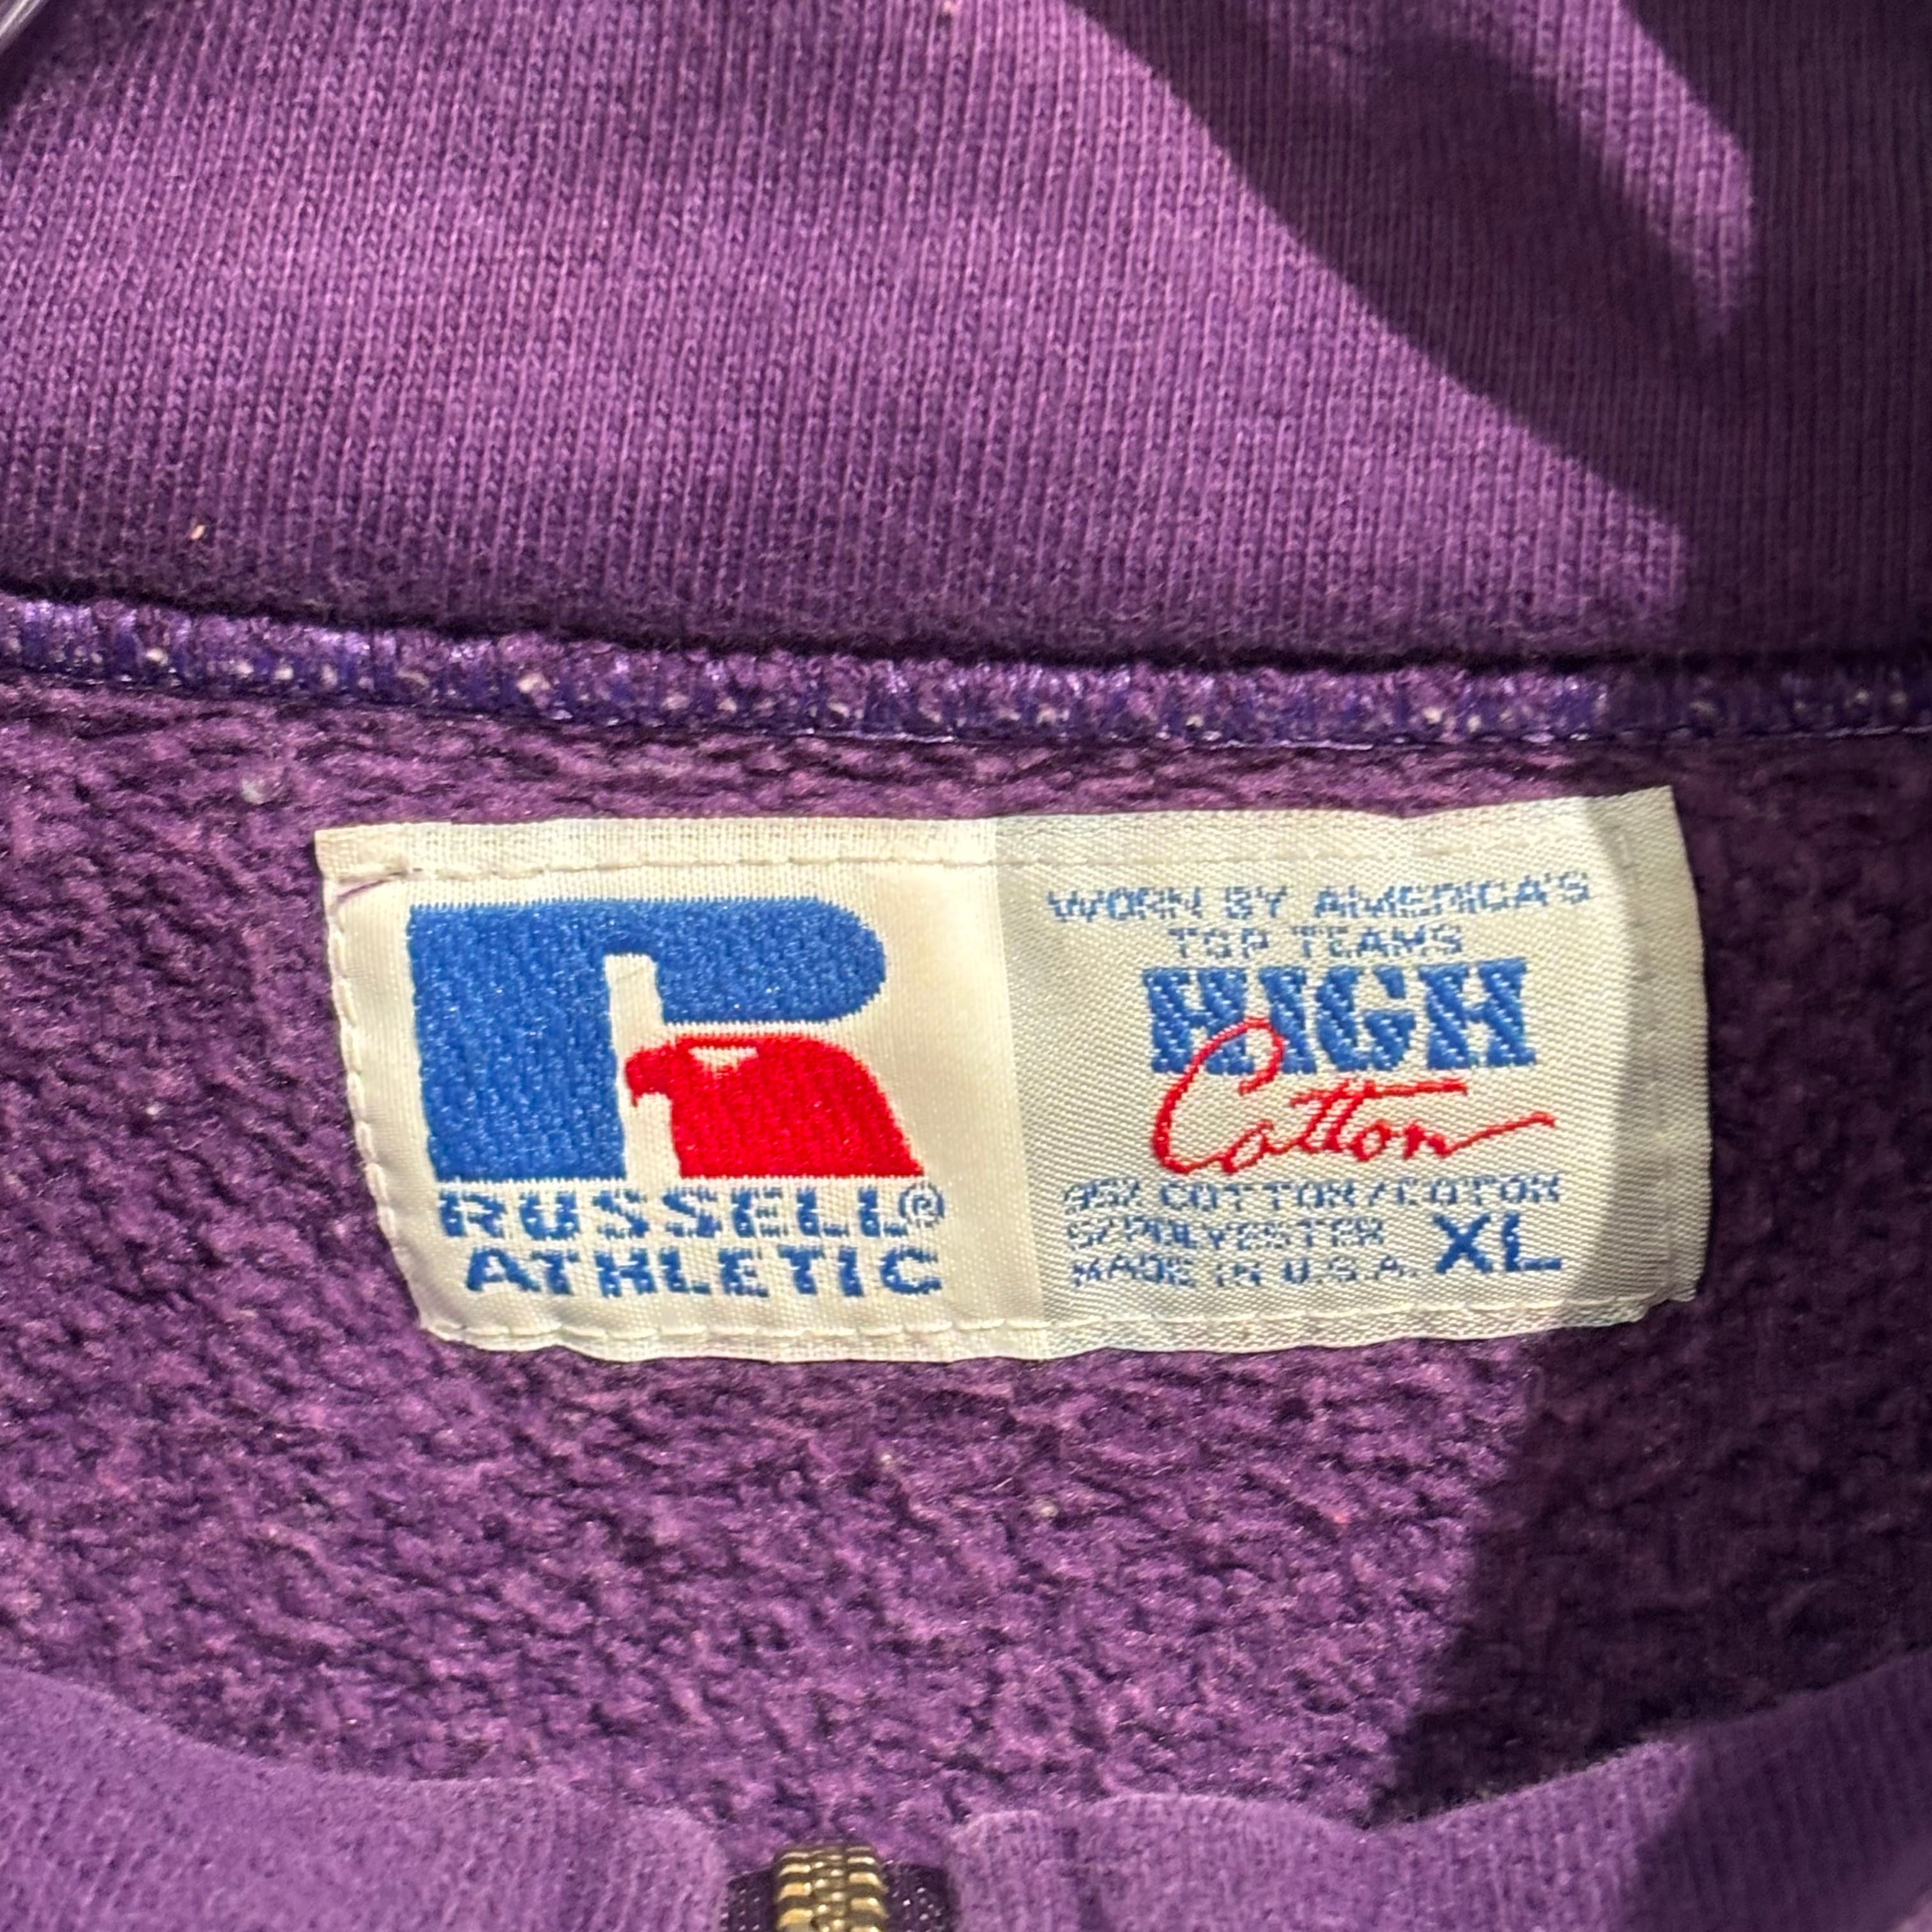 RUSSELL®
ATHLETIC
WORN BY AMERICA'S
TOP TEAMS
HIGH
Cotton
95% COTTON/COTON
5%POLYESTER
MADE IN U.S.A. XL